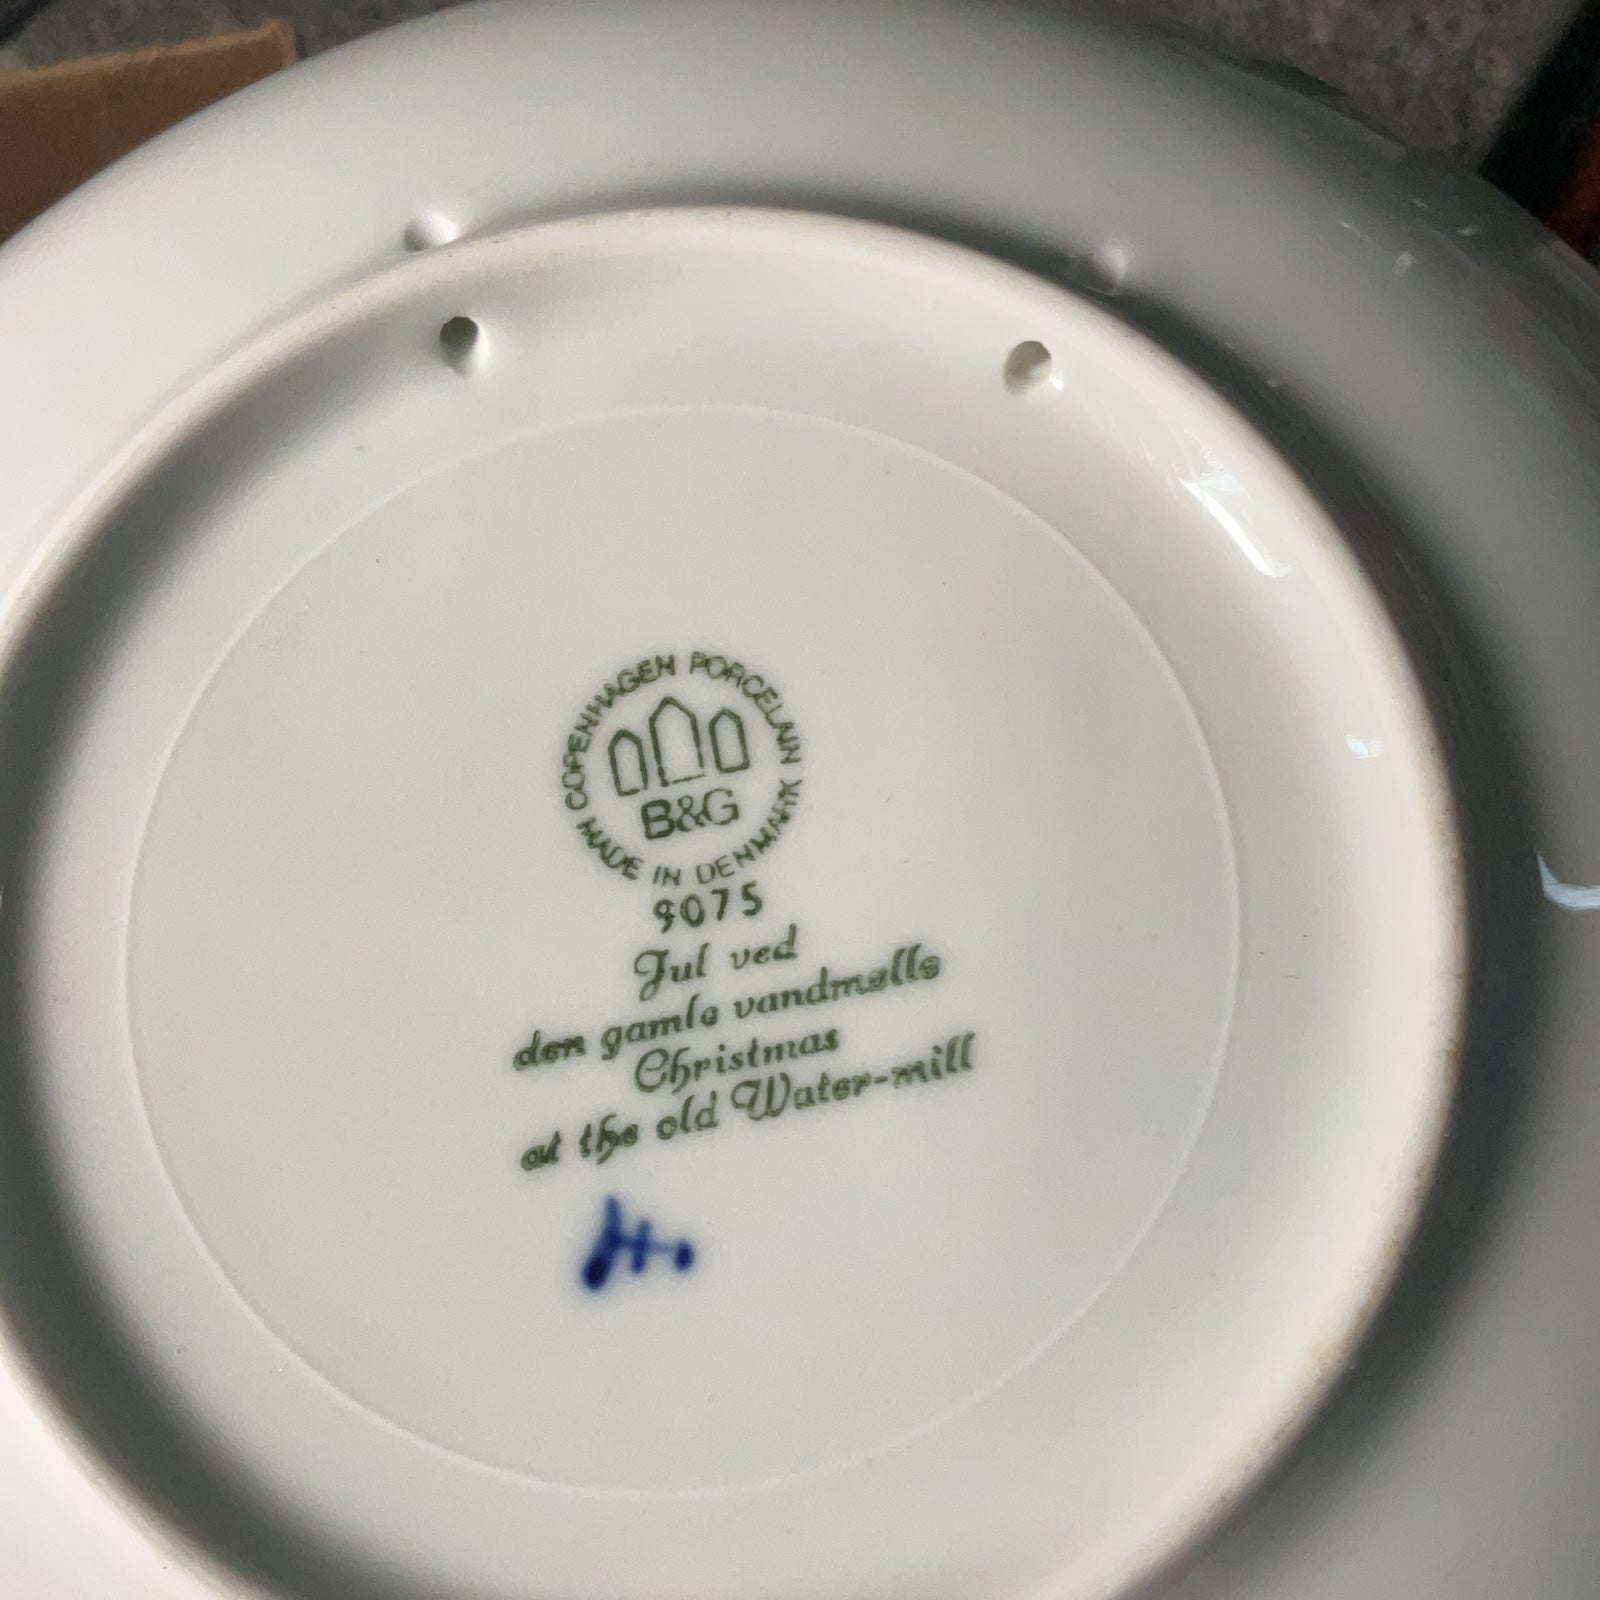 COPENHAGEN PORCELAIN
B&G
MADE IN DENMARK
9075
Jul ved
den gamle vandmølle
Christmas
at the old Water-mill